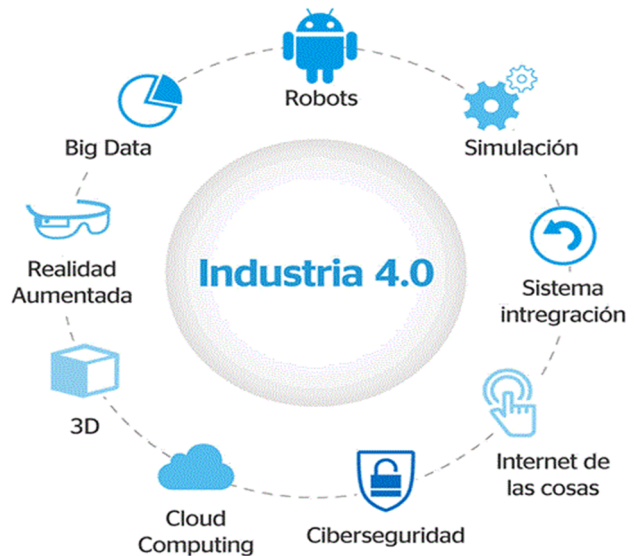 Robots
Simulación
Sistema
intregración
Internet de
las cosas
Ciberseguridad
Cloud
Computing
3D
Realidad
Aumentada
Big Data
Industria 4.0